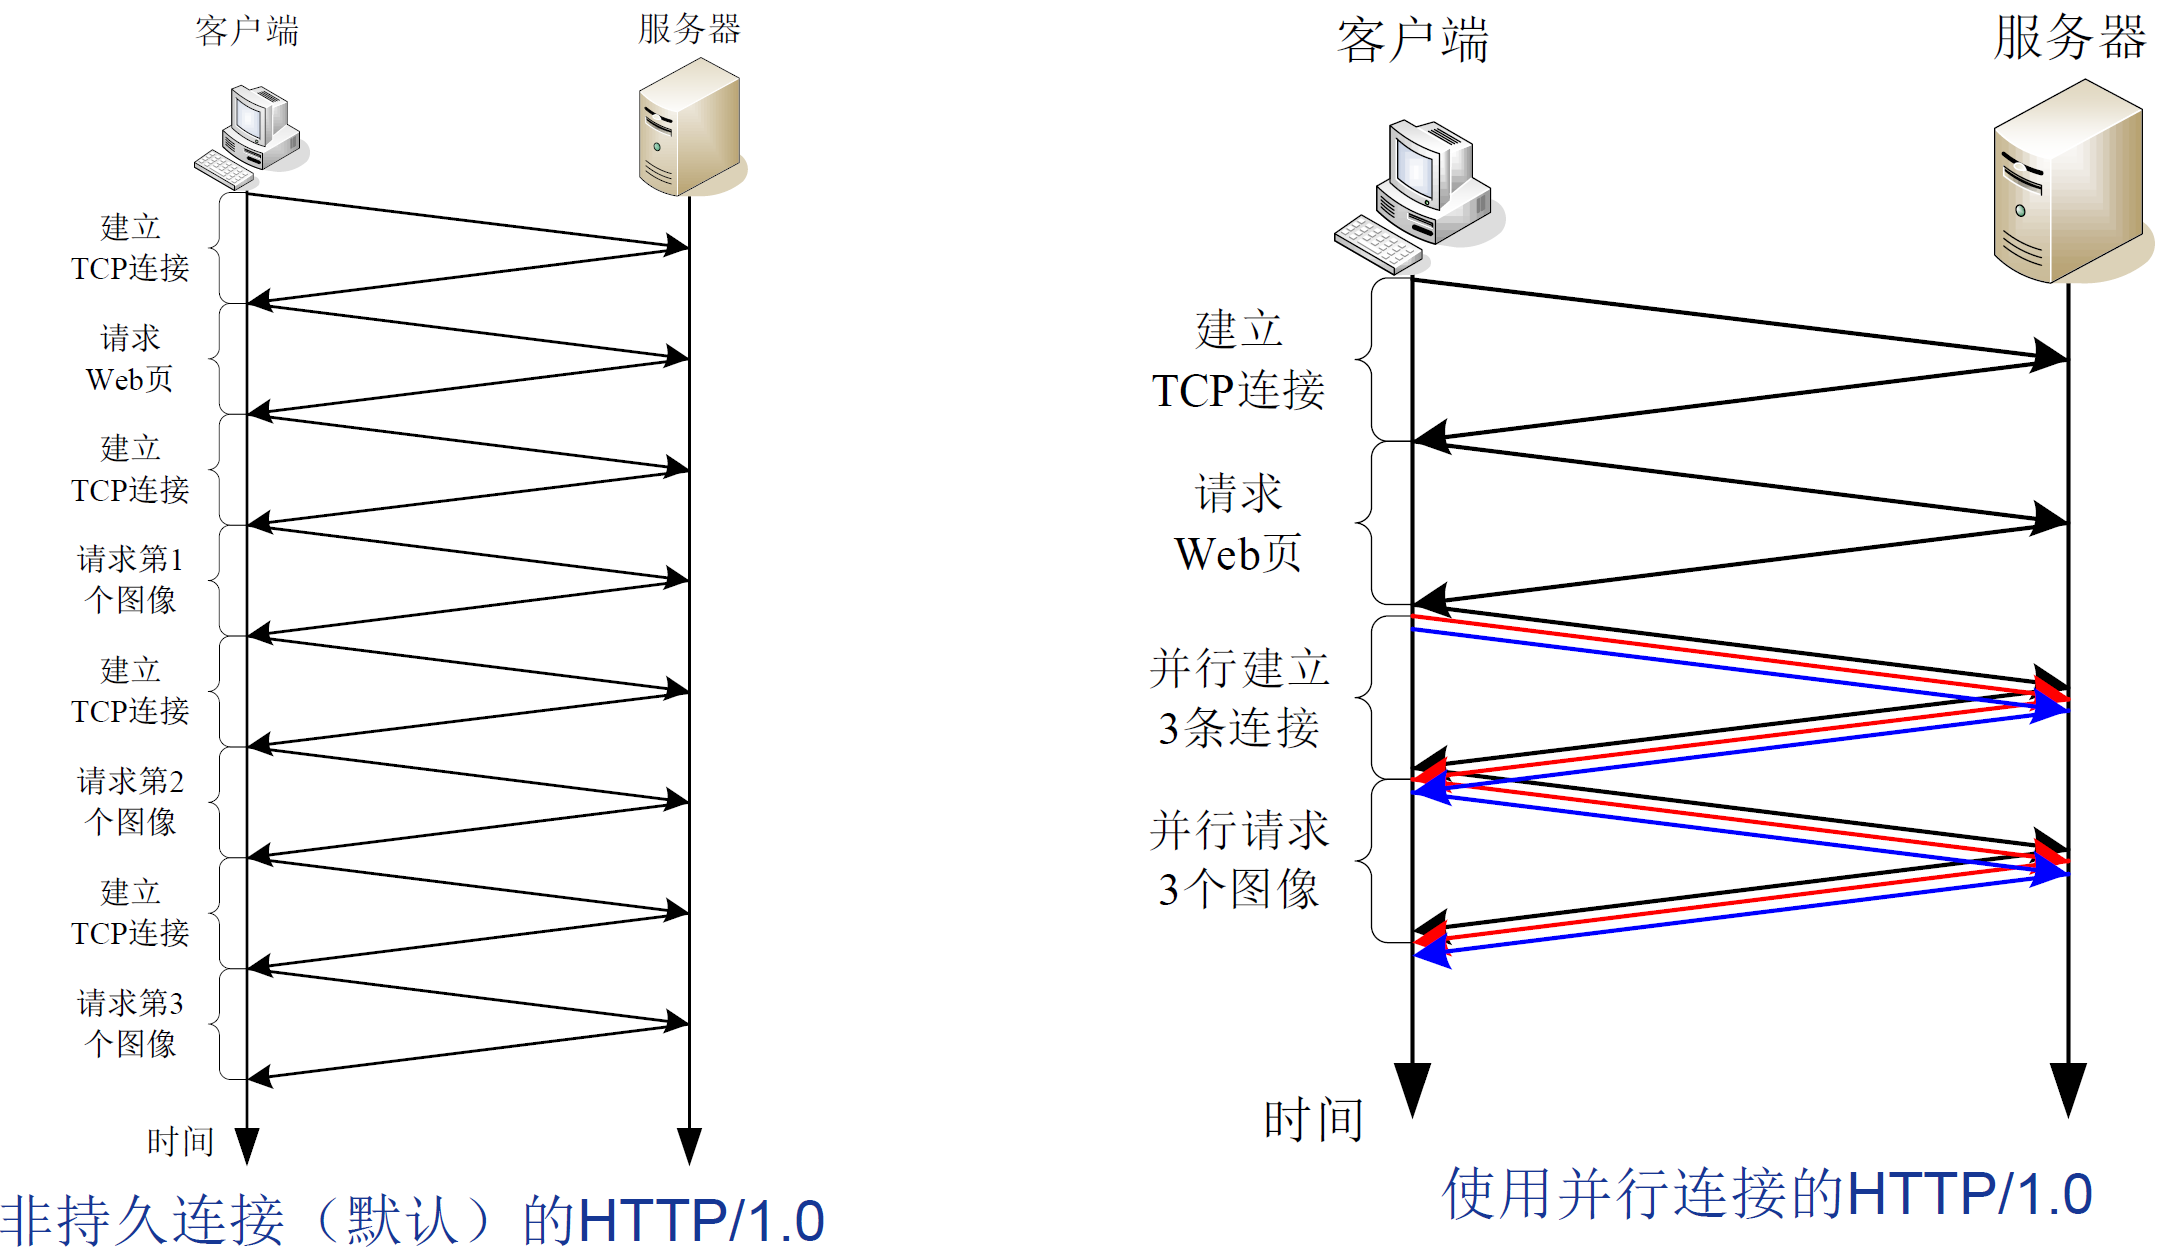 客户端
服务器
建立
TCP连接
请求
Web页
建立
TCP连接
请求第1
个图像
建立
TCP连接
请求第2
个图像
建立
TCP连接
请求第3
个图像
时间
非持久连接（默认）的HTTP/1.0
客户端
服务器
建立
TCP连接
请求
Web页
并行建立
3条连接
并行请求
3个图像
时间
使用并行连接的HTTP/1.0